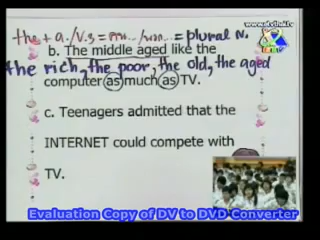 the + a./V.3 = = plural N.
b. The middle aged like the
the rich, the poor, the old, the aged
computer as much as TV.
c. Teenagers admitted that the
INTERNET could compete with
TV.
Evaluation Copy of DV to DVD Converter